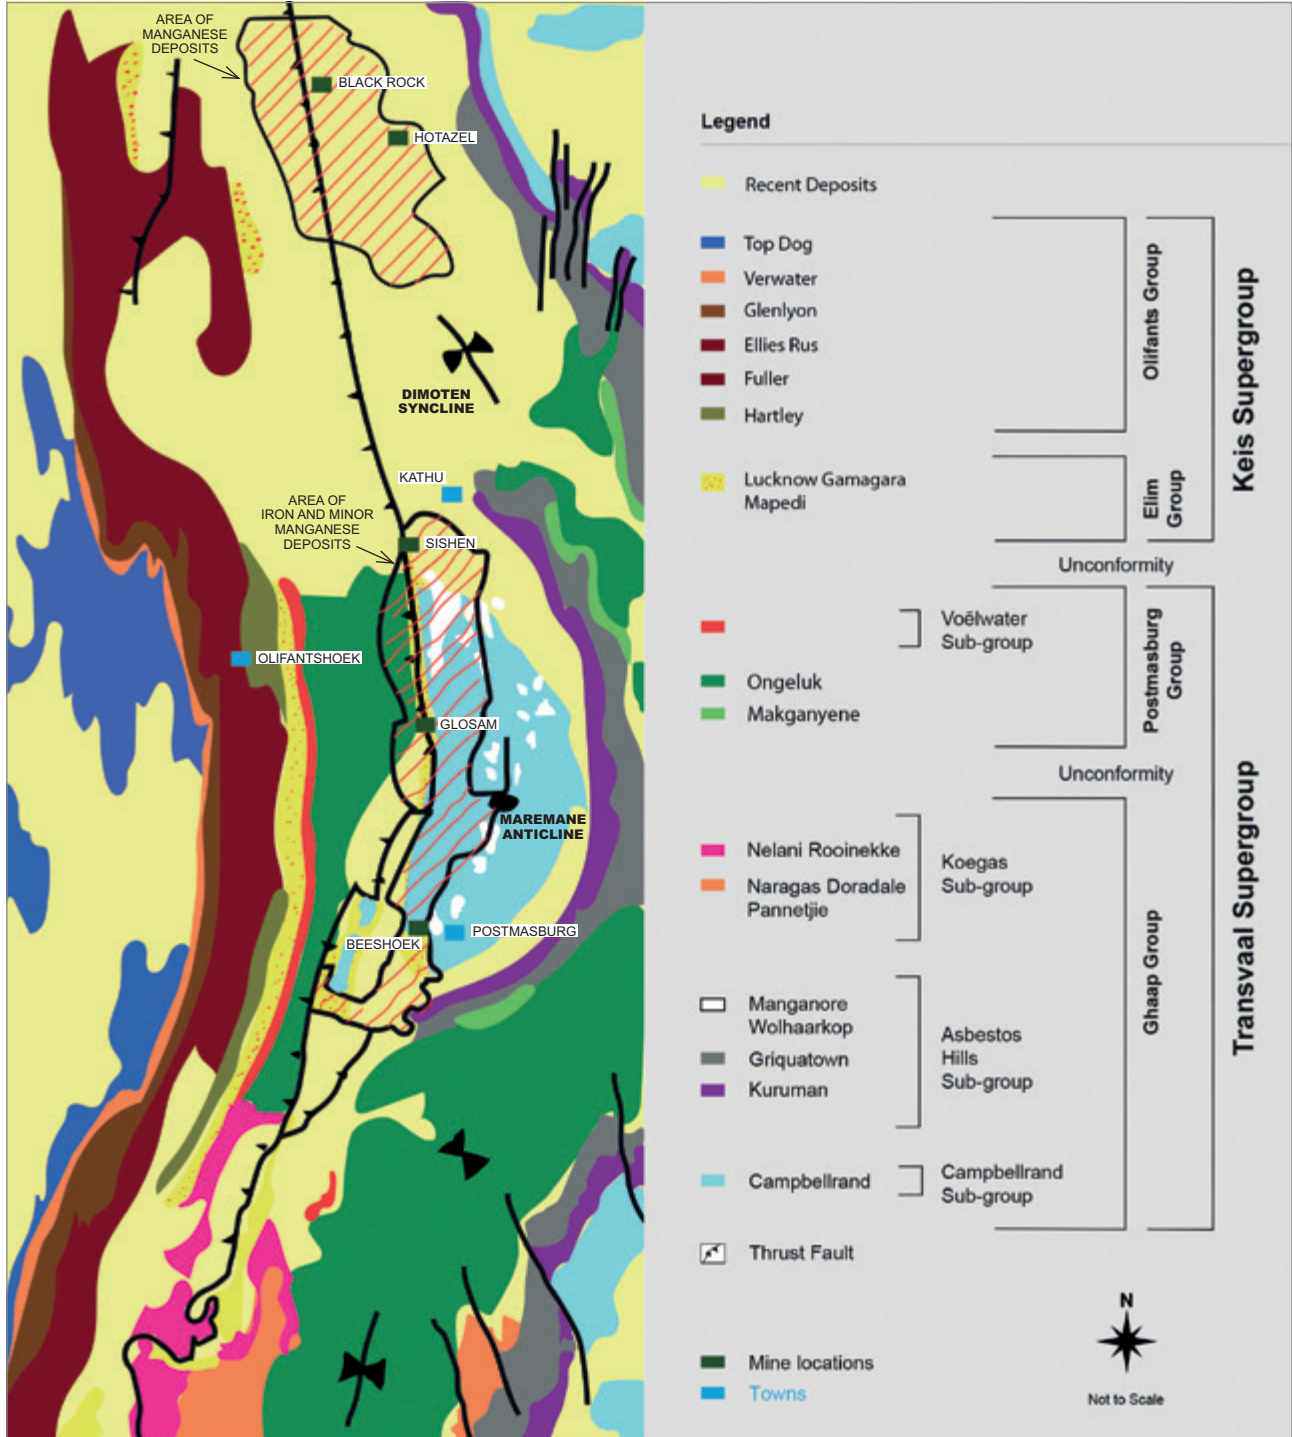 AREA OF
MANGANESE
DEPOSITS
BLACK ROCK
HOTAZEL
DIMOTEN
SYNCLINE
KATHU
AREA OF
IRON AND MINOR
MANGANESE
DEPOSITS
SISHEN
OLIFANTSHOEK
GLOSAM
MAREMANE
ANTICLINE
BEESHOEK
POSTMASBURG
Legend
Recent Deposits
Top Dog
Verwater
Glenlyon
Ellies Rus
Fuller
Hartley
Olifants Group
Lucknow Gamagara
Mapedi
Elim
Group
Keis Supergroup
Unconformity
Voëlwater
Sub-group
Ongeluk
Makganyene
Postmasburg
Group
Unconformity
Nelani Rooinekke
Naragas Doradale
Pannetjie
Koegas
Sub-group
Manganore
Wolhaarkop
Griquatown
Kuruman
Asbestos
Hills
Sub-group
Campbellrand
Campbellrand
Sub-group
Ghaap Group
Transvaal Supergroup
Thrust Fault
Mine locations
Towns
N
Not to Scale